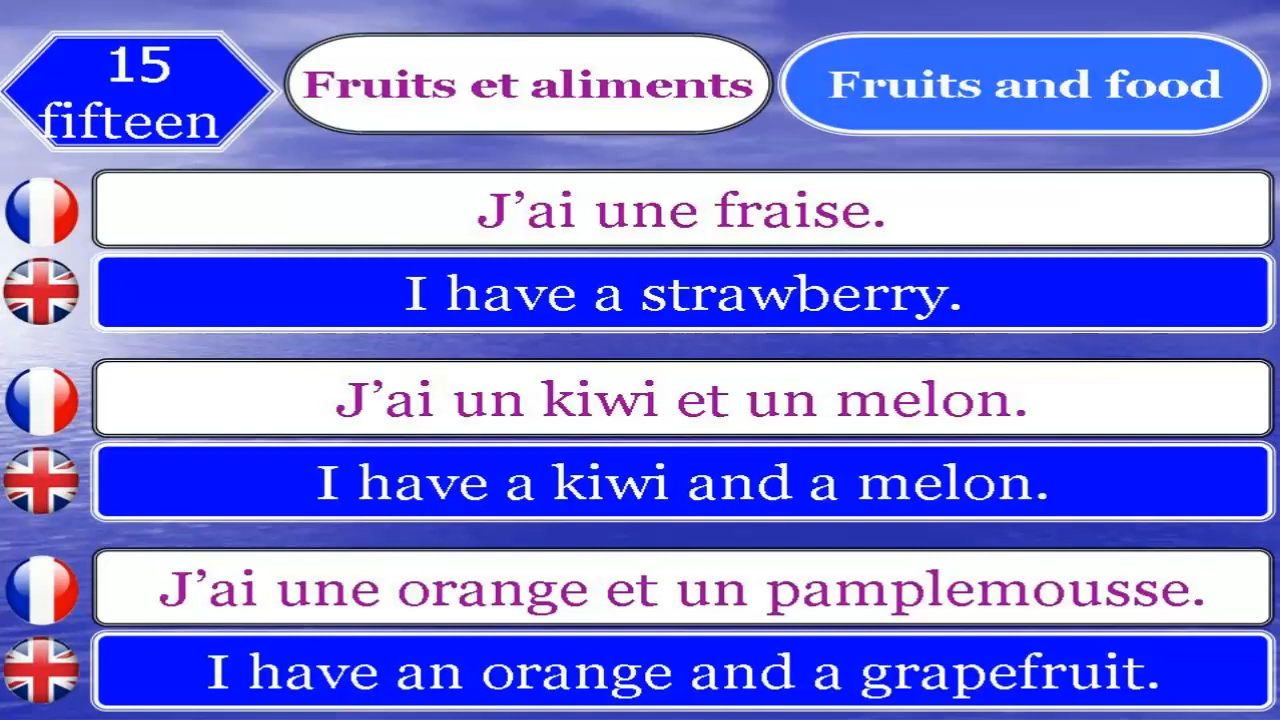 15
fifteen
Fruits et aliments
Fruits and food
J’ai une fraise.
I have a strawberry.
J’ai un kiwi et un melon.
I have a kiwi and a melon.
J’ai une orange et un pamplemousse.
I have an orange and a grapefruit.